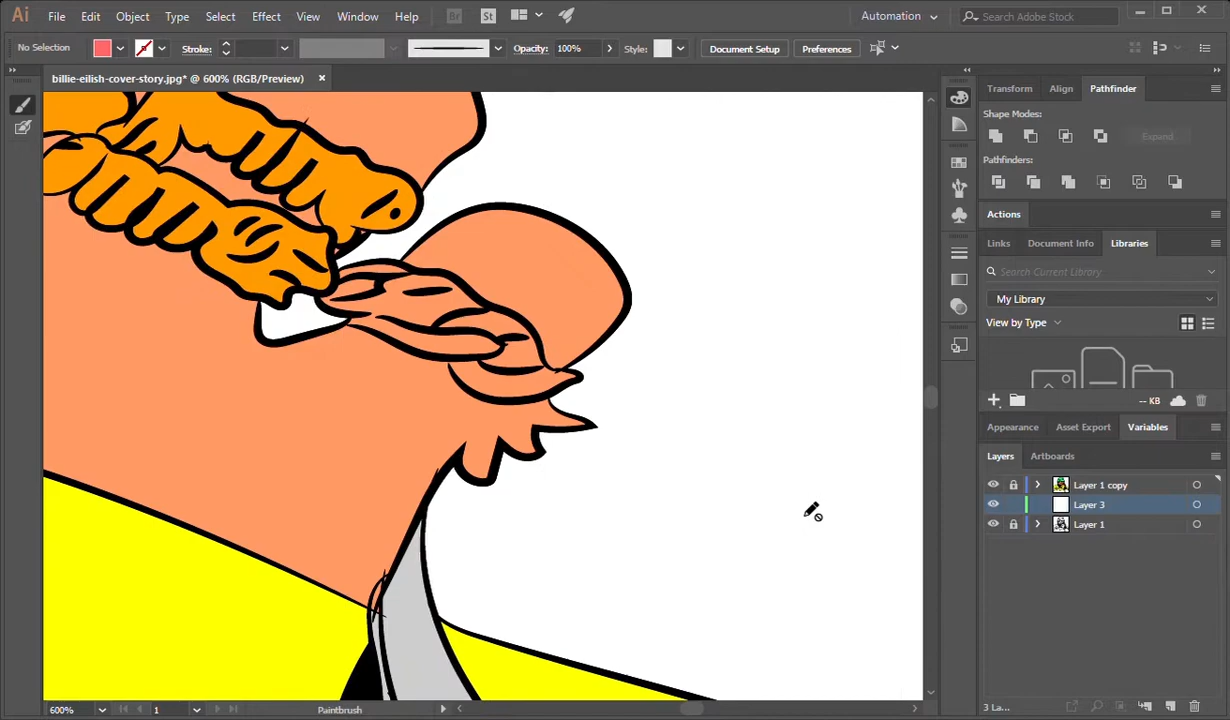 Ai File Edit Object Type Select Effect View Window Help Br St Automation Search Adobe Stock
No Selection Stroke: Opacity: 100% Style: Document Setup Preferences
billie-eilish-cover-story.jpg* @ 600% (RGB/Preview) ×
Transform Align Pathfinder
Shape Modes:
Expand
Pathfinders:
Actions
Links Document Info Libraries
Search Current Library
My Library
View by Type
-- KB
Appearance Asset Export Variables
Layers Artboards
Layer 1 copy
Layer 3
Layer 1
600% 1 Paintbrush 3 La...